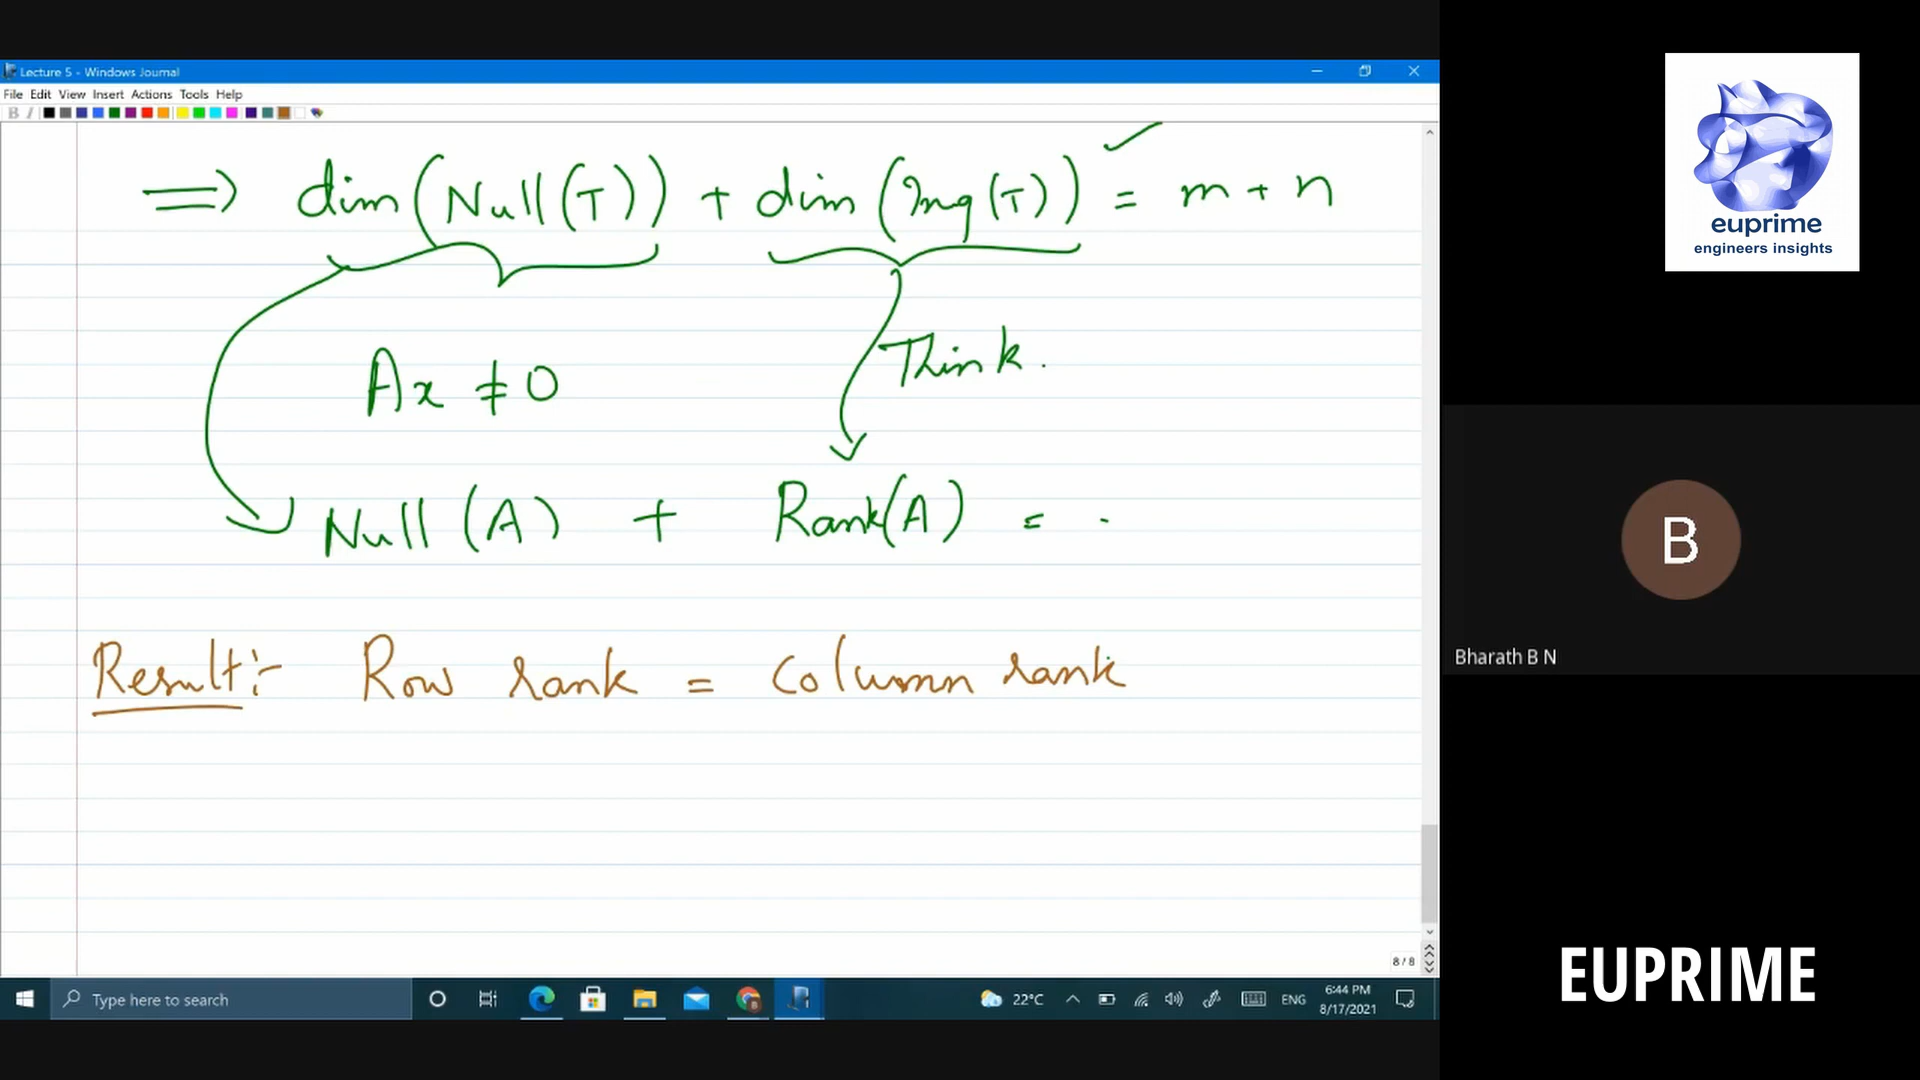 Lecture 5 - Windows Journal
File Edit View Insert Actions Tools Help
B I
⟹ dim(Null(T)) + dim(Img(T)) = m + n ✓
Ax ≠ 0
Think.
Null(A) + Rank(A) = .
Result:- Row rank = Column rank
8 / 8
Type here to search
22°C
ENG
6:44 PM
8/17/2021
euprime
engineers insights
B
Bharath B N
EUPRIME